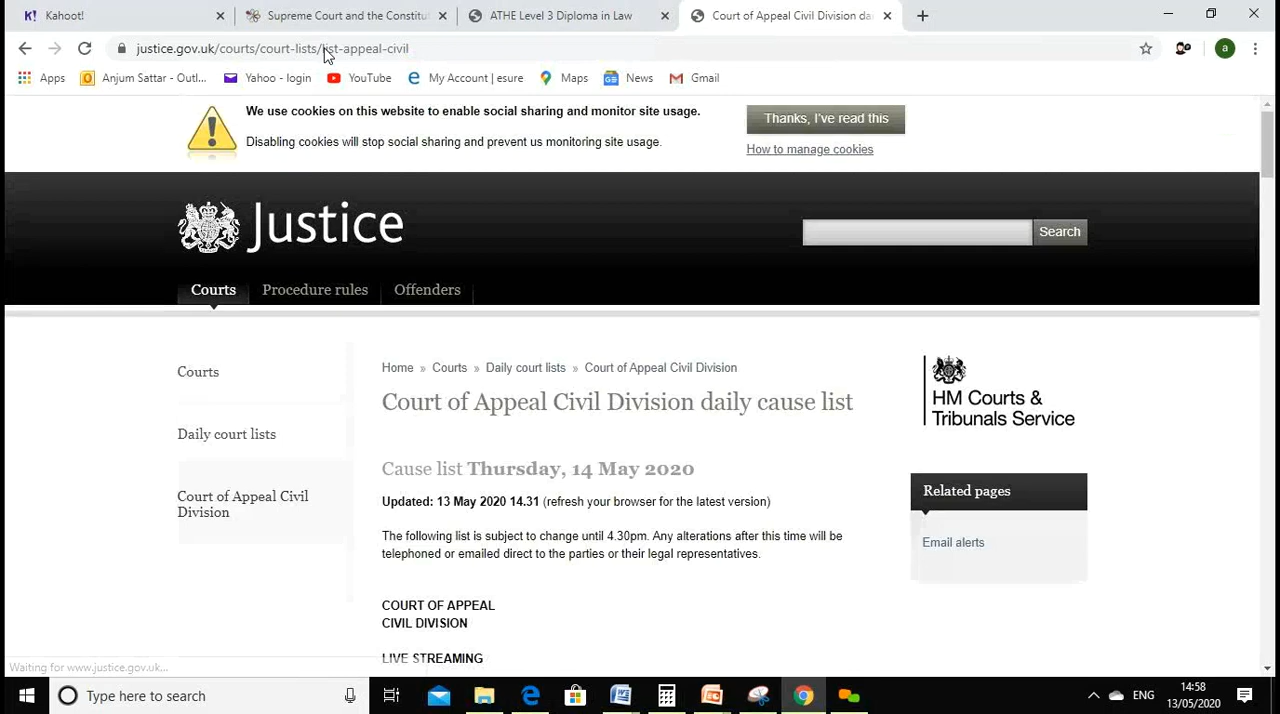 Kahoot!
Supreme Court and the Constitu
ATHE Level 3 Diploma in Law
Court of Appeal Civil Division da
justice.gov.uk/courts/court-lists/list-appeal-civil
a
Apps
Anjum Sattar - Outl...
Yahoo - login
YouTube
My Account | esure
Maps
News
Gmail
We use cookies on this website to enable social sharing and monitor site usage.
Disabling cookies will stop social sharing and prevent us monitoring site usage.
Thanks, I've read this
How to manage cookies
Justice
Search
Courts
Procedure rules
Offenders
Courts
Daily court lists
Court of Appeal Civil
Division
Home » Courts » Daily court lists » Court of Appeal Civil Division
Court of Appeal Civil Division daily cause list
Cause list Thursday, 14 May 2020
Updated: 13 May 2020 14.31 (refresh your browser for the latest version)
The following list is subject to change until 4.30pm. Any alterations after this time will be
telephoned or emailed direct to the parties or their legal representatives.
COURT OF APPEAL
CIVIL DIVISION
LIVE STREAMING
HM Courts &
Tribunals Service
Related pages
Email alerts
Waiting for www.justice.gov.uk...
Type here to search
ENG
14:58
13/05/2020